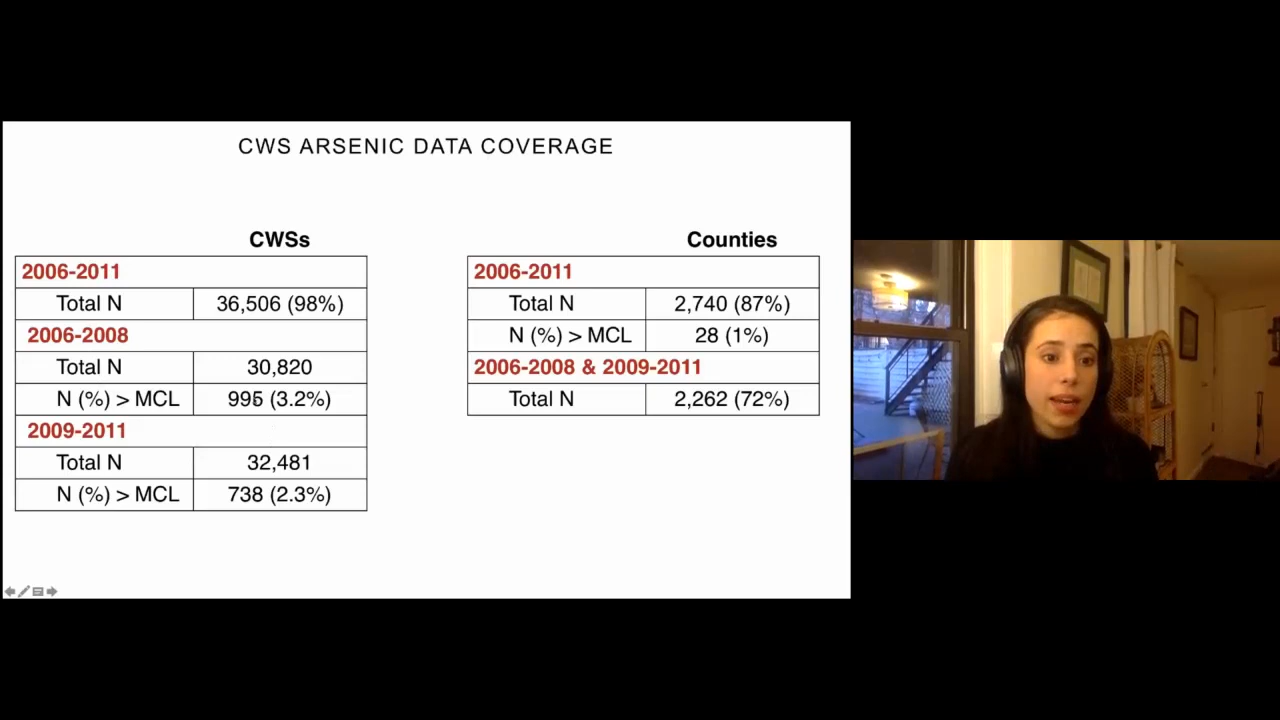 CWS ARSENIC DATA COVERAGE
CWSs
2006-2011
Total N 36,506 (98%)
2006-2008
Total N 30,820
N (%) > MCL 995 (3.2%)
2009-2011
Total N 32,481
N (%) > MCL 738 (2.3%)
Counties
2006-2011
Total N 2,740 (87%)
N (%) > MCL 28 (1%)
2006-2008 & 2009-2011
Total N 2,262 (72%)